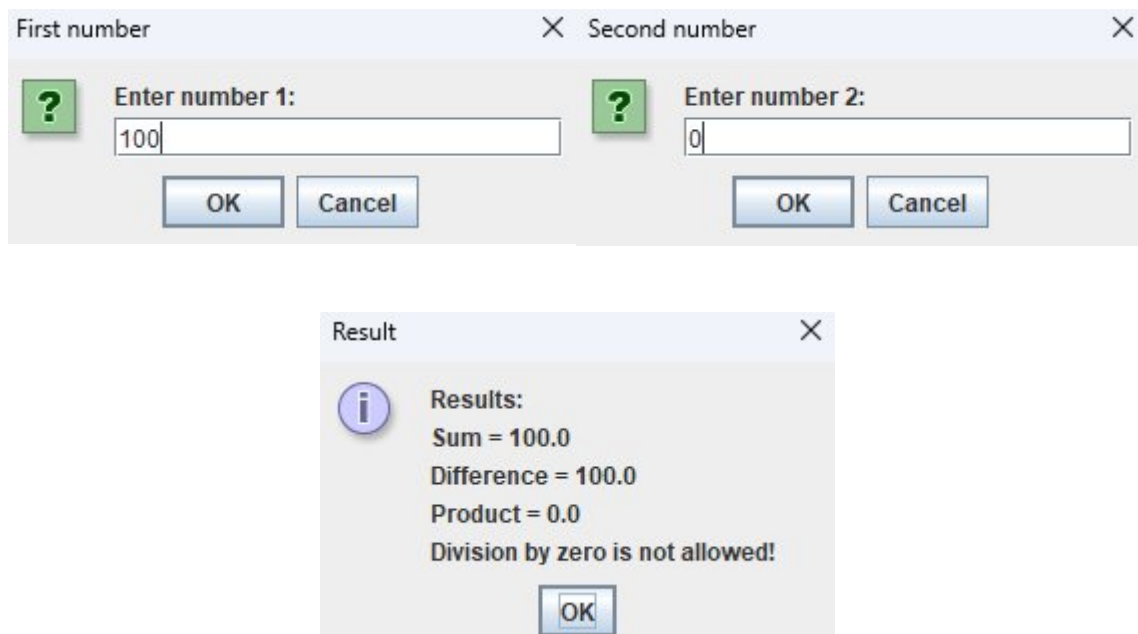 First number
Enter number 1:
100
OK Cancel
Second number
Enter number 2:
0
OK Cancel
Result
Results:
Sum = 100.0
Difference = 100.0
Product = 0.0
Division by zero is not allowed!
OK